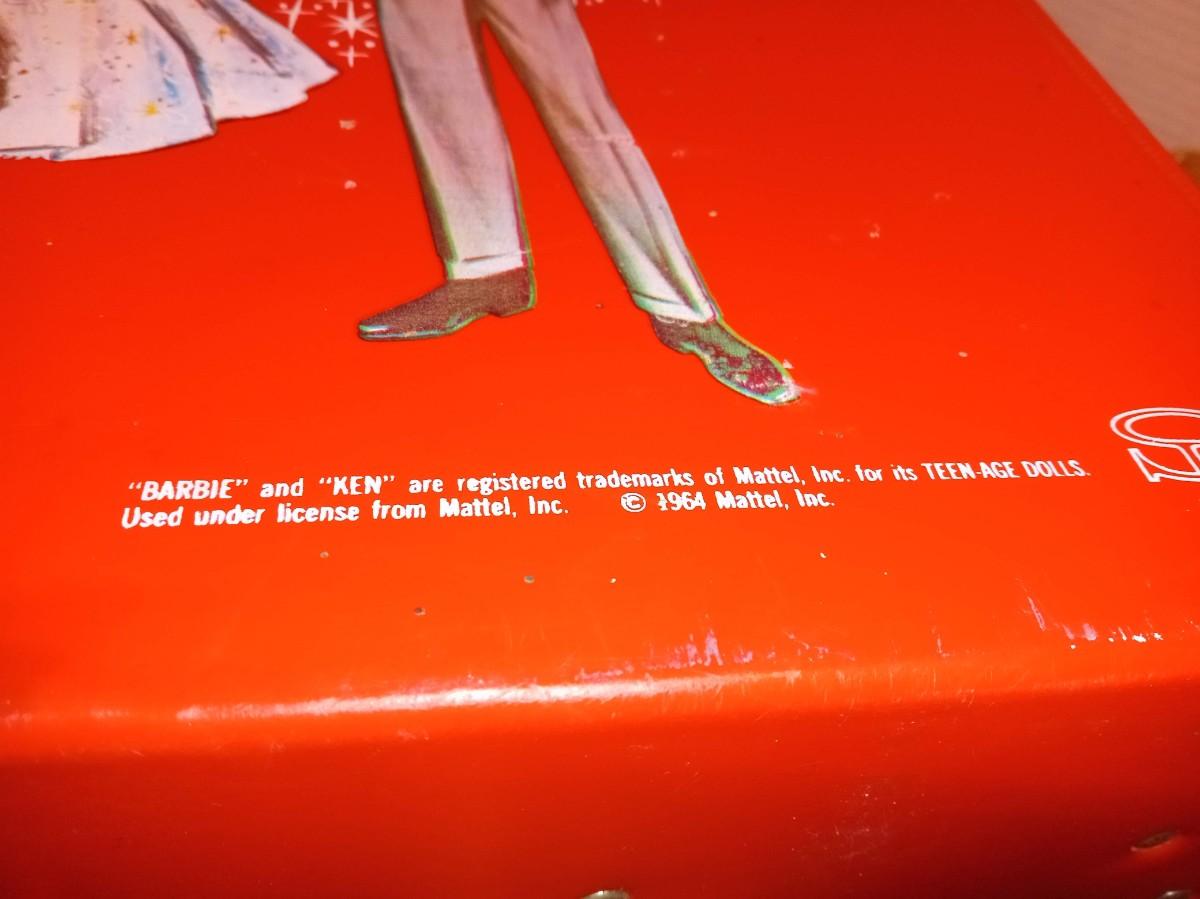 “BARBIE” and “KEN” are registered trademarks of Mattel, Inc. for its TEEN-AGE DOLLS.
Used under license from Mattel, Inc. © 1964 Mattel, Inc.